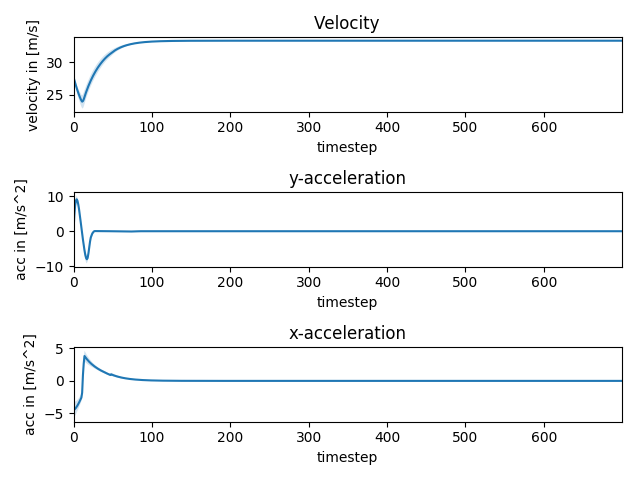 Velocity
velocity in [m/s]
30
25
0 100 200 300 400 500 600
timestep
y-acceleration
acc in [m/s^2]
10
0
−10
0 100 200 300 400 500 600
timestep
x-acceleration
acc in [m/s^2]
5
0
−5
0 100 200 300 400 500 600
timestep